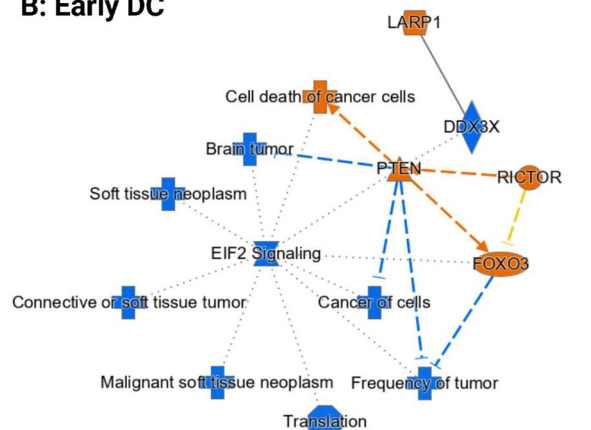 B: Early DC
LARP1
Cell death of cancer cells
DDX3X
Brain tumor
PTEN
RICTOR
Soft tissue neoplasm
EIF2 Signaling
FOXO3
Connective or soft tissue tumor
Cancer of cells
Malignant soft tissue neoplasm
Frequency of tumor
Translation